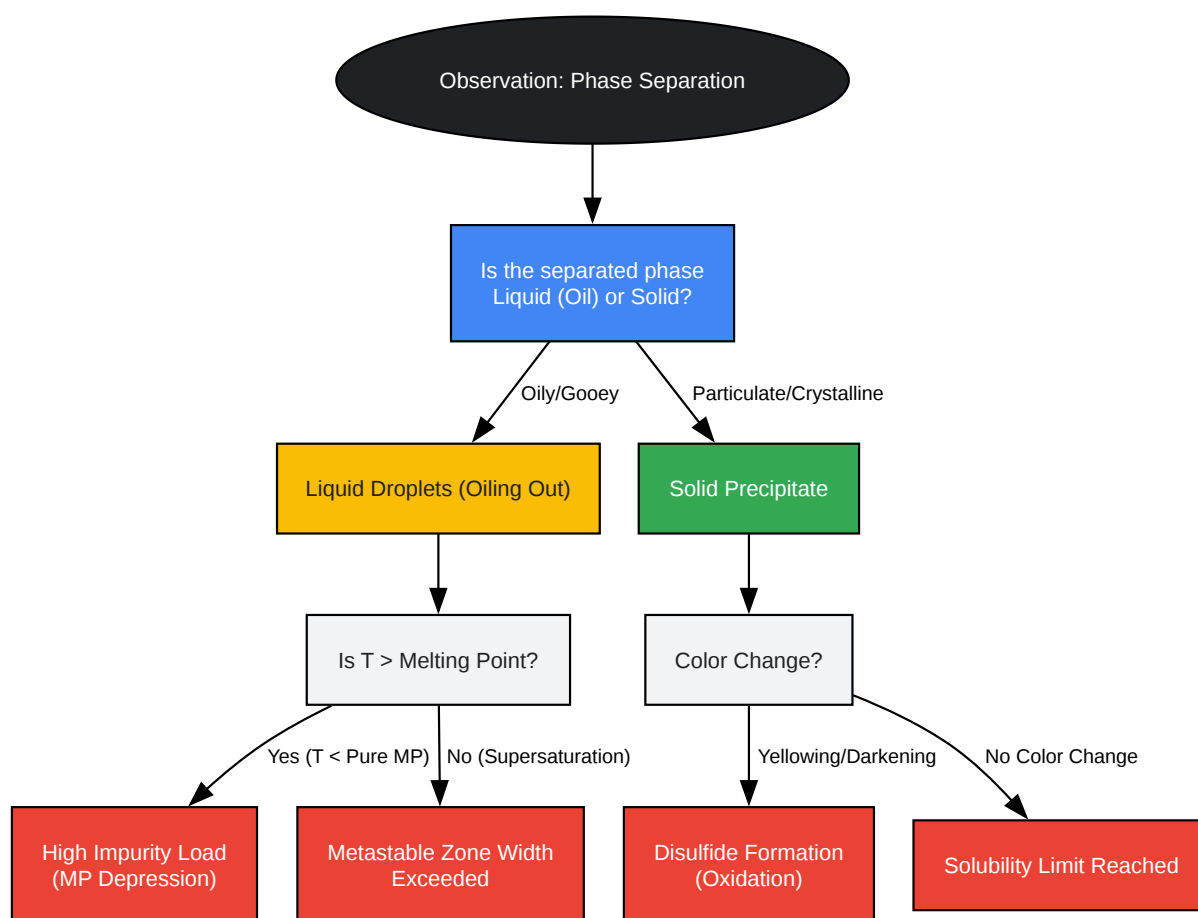 Observation: Phase Separation
Is the separated phase
Liquid (Oil) or Solid?
Oily/Gooey
Particulate/Crystalline
Liquid Droplets (Oiling Out)
Solid Precipitate
Is T > Melting Point?
Color Change?
Yes (T < Pure MP)
No (Supersaturation)
Yellowing/Darkening
No Color Change
High Impurity Load
(MP Depression)
Metastable Zone Width
Exceeded
Disulfide Formation
(Oxidation)
Solubility Limit Reached